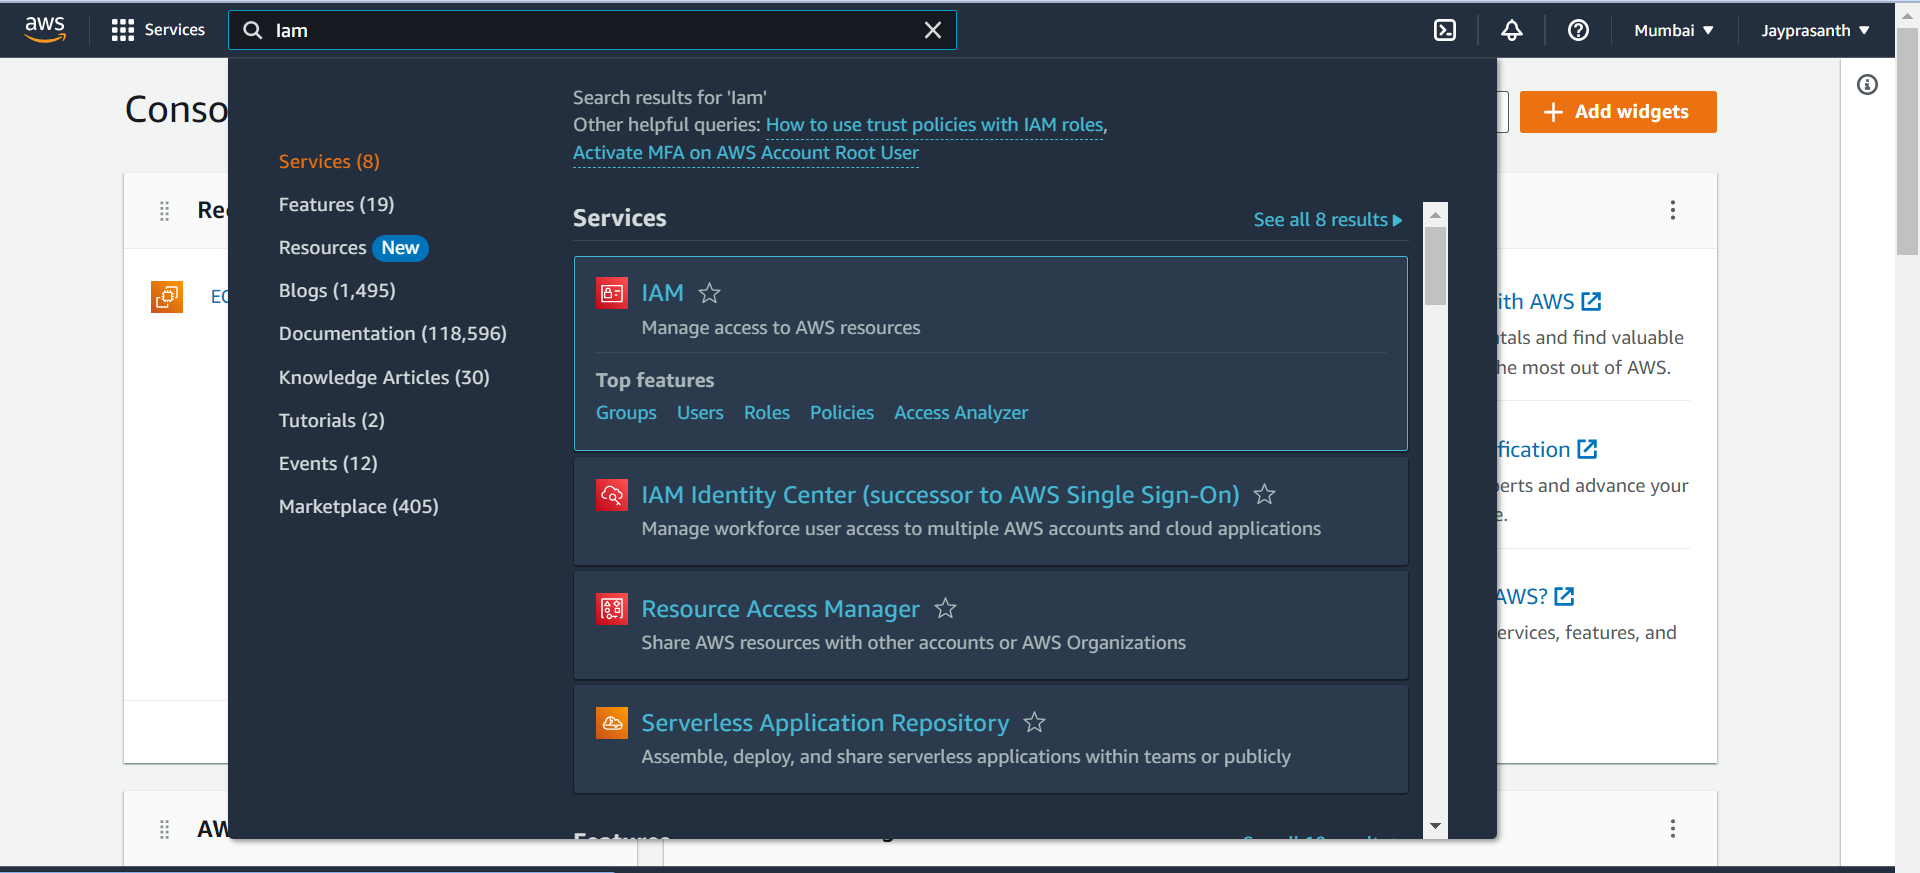 aws
Services
Iam
Mumbai
Jayprasanth
Conso
Add widgets
Search results for 'Iam'
Other helpful queries: How to use trust policies with IAM roles,
Activate MFA on AWS Account Root User
Services (8)
Features (19)
Resources New
Blogs (1,495)
Documentation (118,596)
Knowledge Articles (30)
Tutorials (2)
Events (12)
Marketplace (405)
Services
See all 8 results
IAM
Manage access to AWS resources
Top features
Groups Users Roles Policies Access Analyzer
IAM Identity Center (successor to AWS Single Sign-On)
Manage workforce user access to multiple AWS accounts and cloud applications
Resource Access Manager
Share AWS resources with other accounts or AWS Organizations
Serverless Application Repository
Assemble, deploy, and share serverless applications within teams or publicly
Features
See all 19 results
Rec
EC
ith AWS
tals and find valuable
he most out of AWS.
fication
perts and advance your
e.
AWS?
ervices, features, and
AW